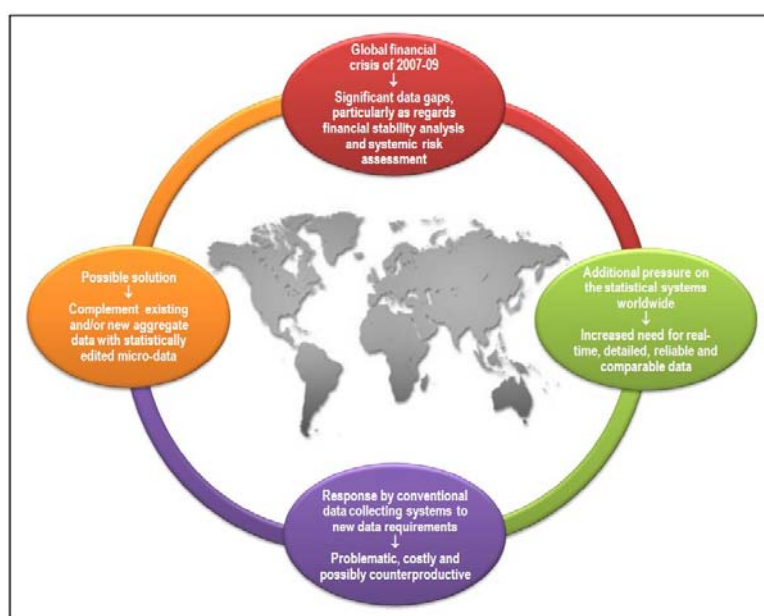 Global financial
crisis of 2007-09
↓
Significant data gaps,
particularly as regards
financial stability analysis
and systemic risk
assessment
Additional pressure on
the statistical systems
worldwide
↓
Increased need for real-
time, detailed, reliable and
comparable data
Response by conventional
data collecting systems to
new data requirements
↓
Problematic, costly and
possibly counterproductive
Possible solution
↓
Complement existing
and/or new aggregate
data with statistically
edited micro-data